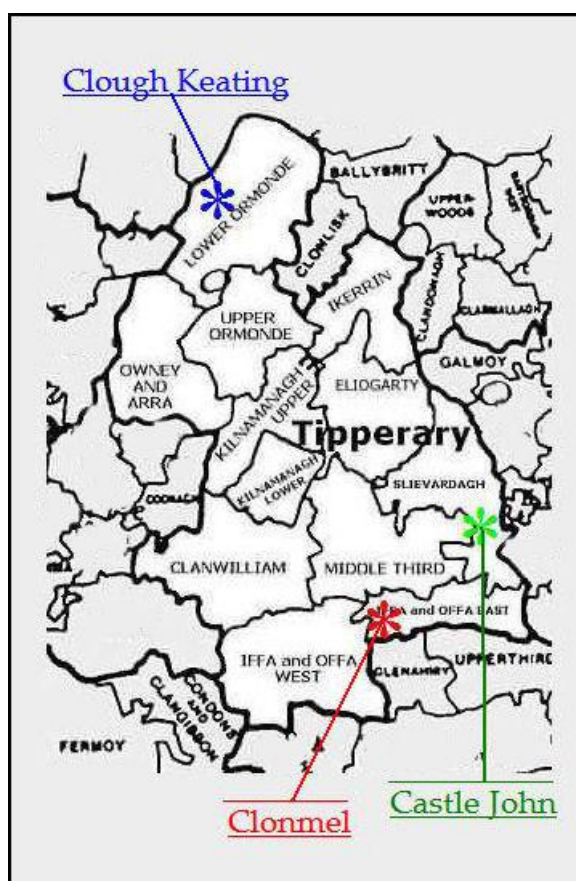 Clough Keating
LOWER ORMONDE
BALLYBRITT
CLONLISK
UPPER-
WOODS
IKERRIN
CLANDONAGH
CLARMALLAGH
UPPER
ORMONDE
GALMOY
OWNEY
AND
ARRA
KILNAMANAGH
UPPER
ELIOGARTY
Tipperary
KILNAMANAGH
LOWER
SLIEVARDAGH
COONAGH
CLANWILLIAM
MIDDLE THIRD
IFFA and OFFA EAST
IFFA and OFFA
WEST
GLENAHIRY
UPPERTHIRD
CONDONS
AND
CLANGIBBON
FERMOY
Castle John
Clonmel